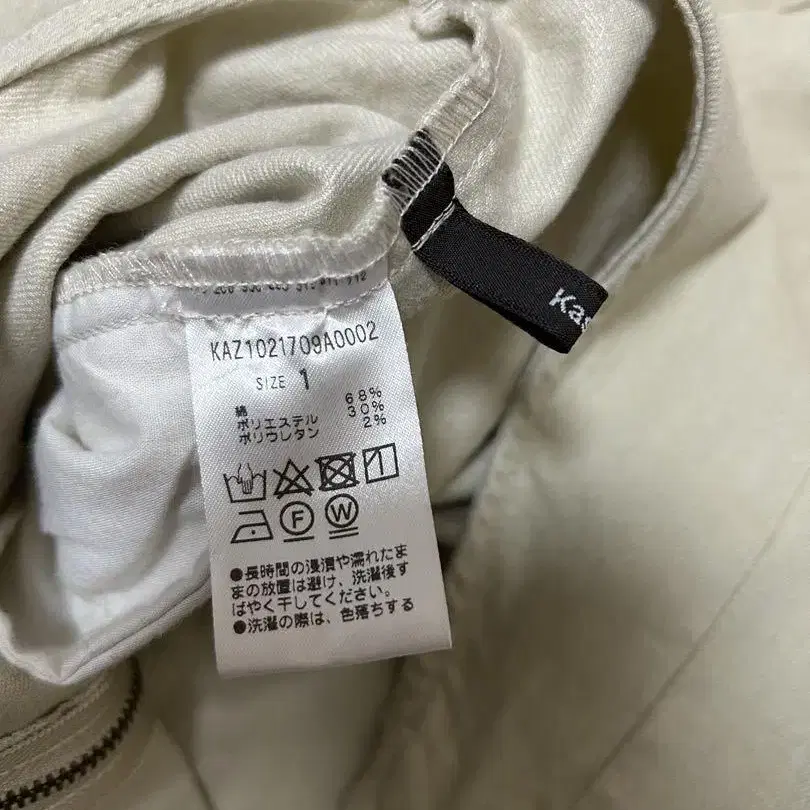 KAZ1021709A0002
SIZE 1
綿 68%
ポリエステル 30%
ポリウレタン 2%
F
W
●長時間の浸漬や濡れたま
まの放置は避け、洗濯後す
ばやく干してください。
●洗濯の際は、色落ちする
Kas